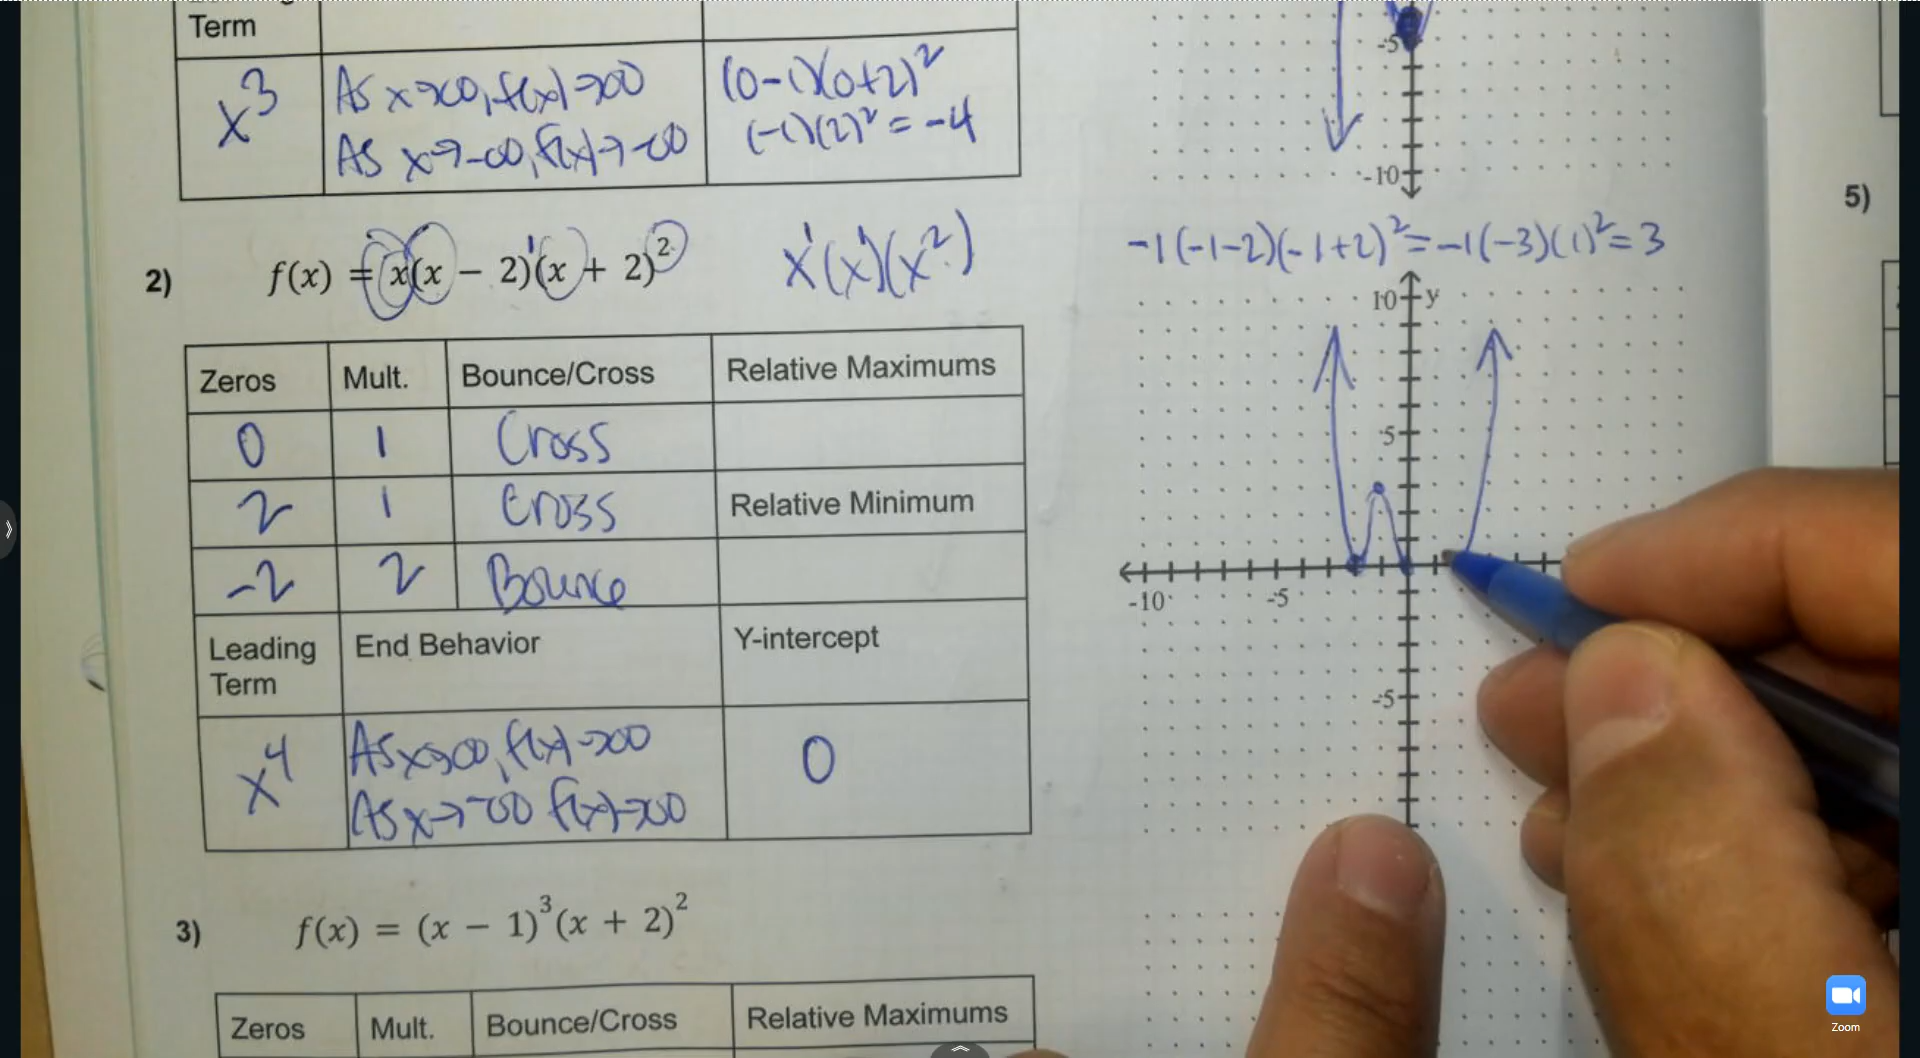 Term
x³ As x→∞, f(x)→∞ (0-1)(0+2)²
As x→-∞, f(x)→-∞ (-1)(2)² = -4
-5
-10
5)
2) f(x) = x(x − 2)¹(x + 2)² x¹(x¹)(x²) -1(-1-2)(-1+2)² = -1(-3)(1)² = 3
10 y
Zeros Mult. Bounce/Cross Relative Maximums
0 1 Cross
5
2 1 Cross Relative Minimum
-2 2 Bounce
-10 -5
Leading Term End Behavior Y-intercept
-5
x⁴ As x→∞, f(x)→∞ 0
As x→-∞ f(x)→∞
3) f(x) = (x − 1)³(x + 2)²
Zeros Mult. Bounce/Cross Relative Maximums
Zoom